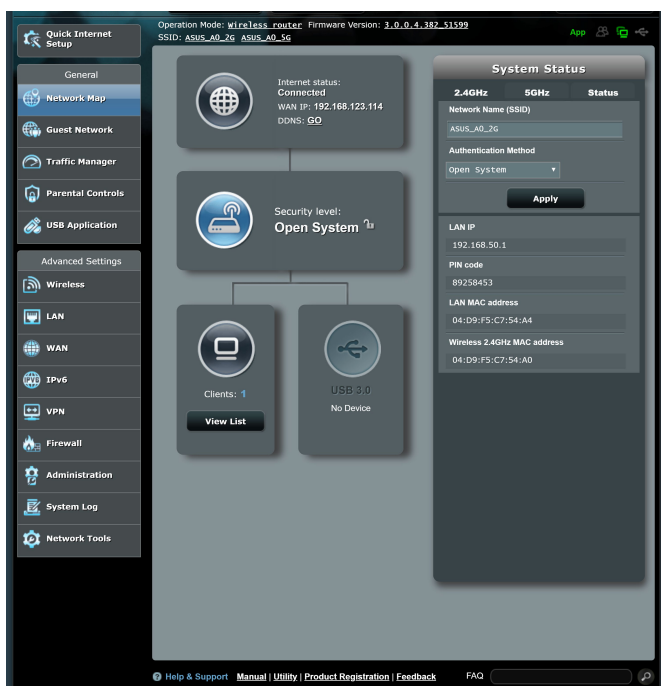 Quick Internet
Setup
General
Network Map
Guest Network
Traffic Manager
Parental Controls
USB Application
Advanced Settings
Wireless
LAN
WAN
IPv6
VPN
Firewall
Administration
System Log
Network Tools
Operation Mode: Wireless router Firmware Version: 3.0.0.4.382_51599
SSID: ASUS_A0_2G ASUS_A0_5G
App
Internet status:
Connected
WAN IP: 192.168.123.114
DDNS: GO
Security level:
Open System
Clients: 1
View List
USB 3.0
No Device
System Status
2.4GHz 5GHz Status
Network Name (SSID)
ASUS_A0_2G
Authentication Method
Open System
Apply
LAN IP
192.168.50.1
PIN code
89258453
LAN MAC address
04:D9:F5:C7:54:A4
Wireless 2.4GHz MAC address
04:D9:F5:C7:54:A0
Help & Support Manual | Utility | Product Registration | Feedback FAQ